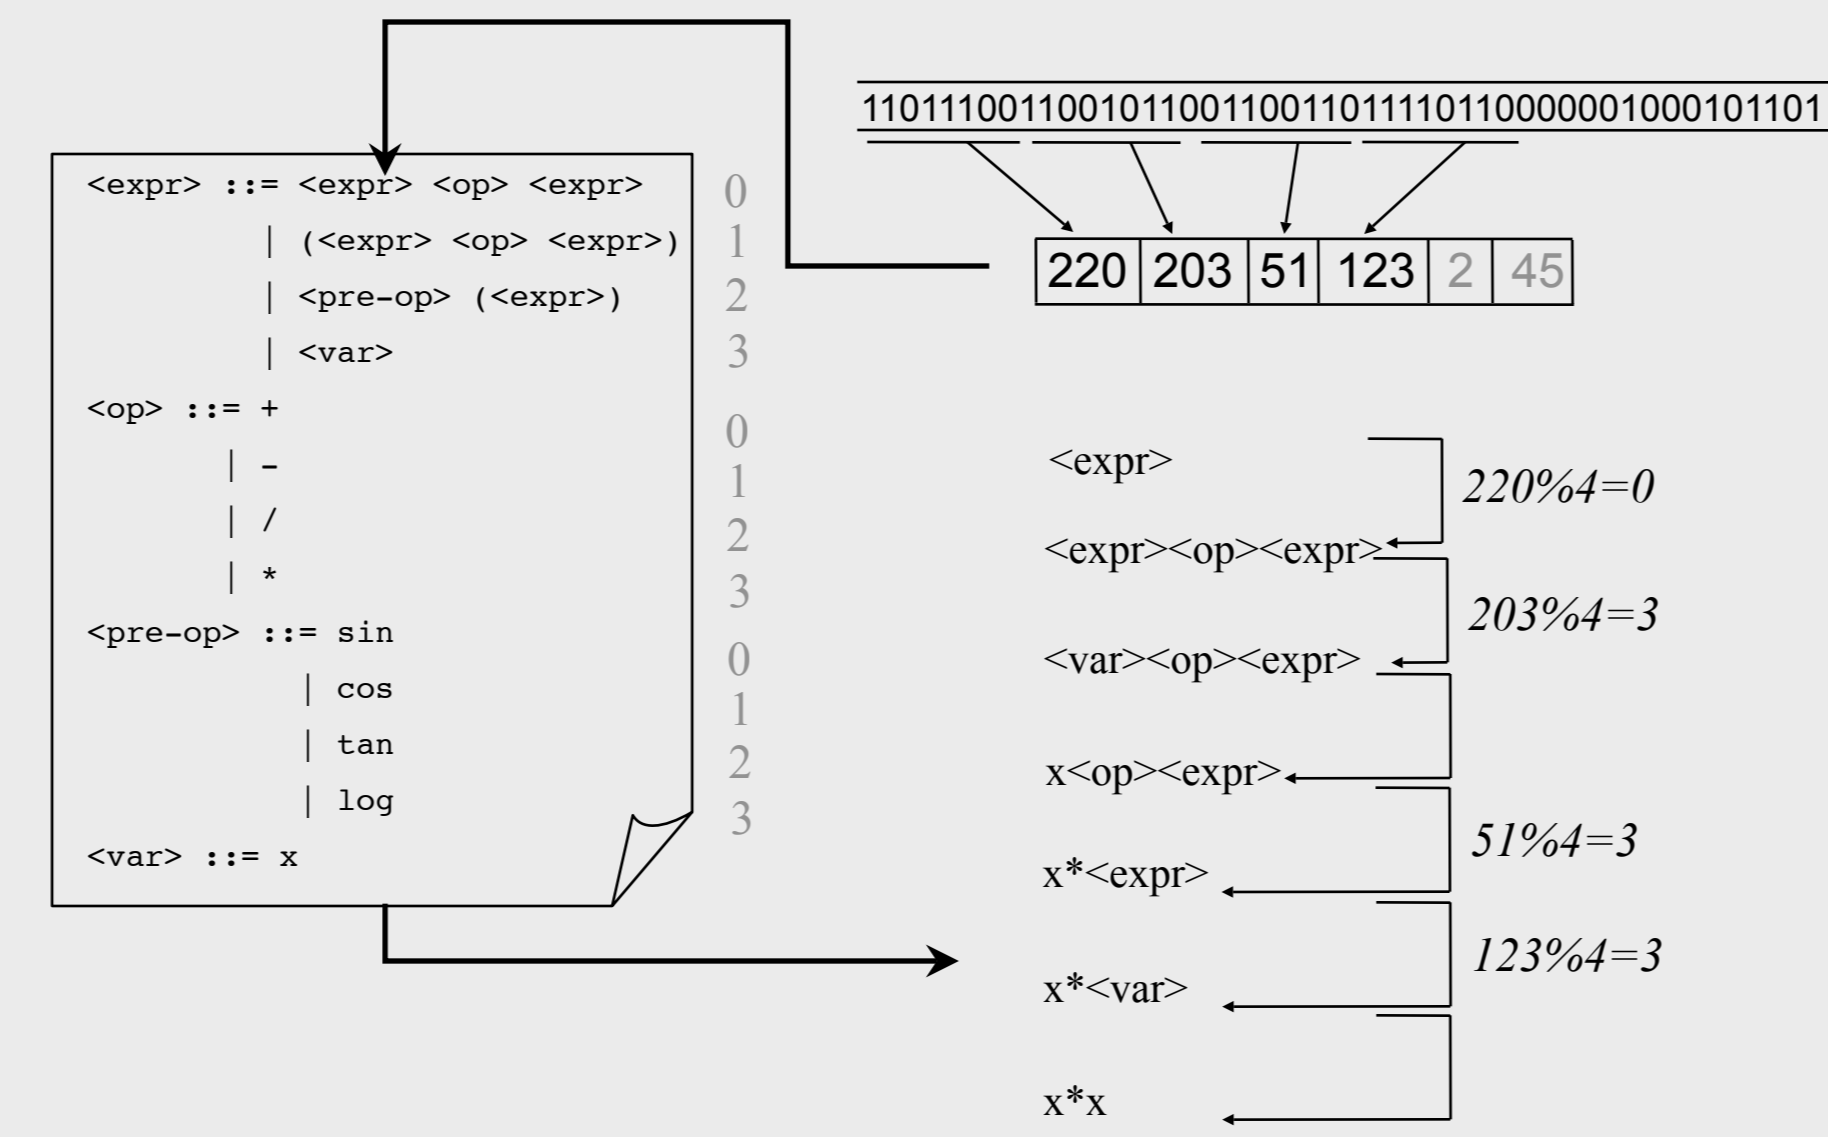 110111001100101100110011011110110000001000101101
220 203 51 123 2 45
<expr> ::= <expr> <op> <expr> 0
| (<expr> <op> <expr>) 1
| <pre-op> (<expr>) 2
| <var> 3
<op> ::= + 0
| - 1
| / 2
| * 3
<pre-op> ::= sin 0
| cos 1
| tan 2
| log 3
<var> ::= x
<expr>
220%4=0
<expr><op><expr>
203%4=3
<var><op><expr>
x<op><expr>
51%4=3
x*<expr>
123%4=3
x*<var>
x*x